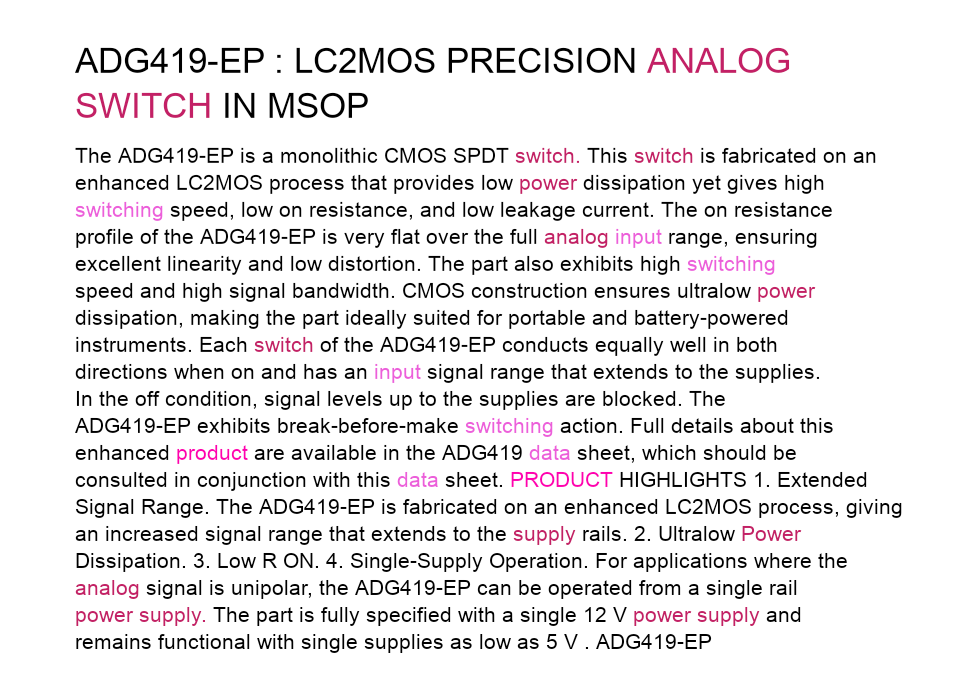 ADG419-EP : LC2MOS PRECISION ANALOG
SWITCH IN MSOP
The ADG419-EP is a monolithic CMOS SPDT switch. This switch is fabricated on an
enhanced LC2MOS process that provides low power dissipation yet gives high
switching speed, low on resistance, and low leakage current. The on resistance
profile of the ADG419-EP is very flat over the full analog input range, ensuring
excellent linearity and low distortion. The part also exhibits high switching
speed and high signal bandwidth. CMOS construction ensures ultralow power
dissipation, making the part ideally suited for portable and battery-powered
instruments. Each switch of the ADG419-EP conducts equally well in both
directions when on and has an input signal range that extends to the supplies.
In the off condition, signal levels up to the supplies are blocked. The
ADG419-EP exhibits break-before-make switching action. Full details about this
enhanced product are available in the ADG419 data sheet, which should be
consulted in conjunction with this data sheet. PRODUCT HIGHLIGHTS 1. Extended
Signal Range. The ADG419-EP is fabricated on an enhanced LC2MOS process, giving
an increased signal range that extends to the supply rails. 2. Ultralow Power
Dissipation. 3. Low R ON. 4. Single-Supply Operation. For applications where the
analog signal is unipolar, the ADG419-EP can be operated from a single rail
power supply. The part is fully specified with a single 12 V power supply and
remains functional with single supplies as low as 5 V . ADG419-EP